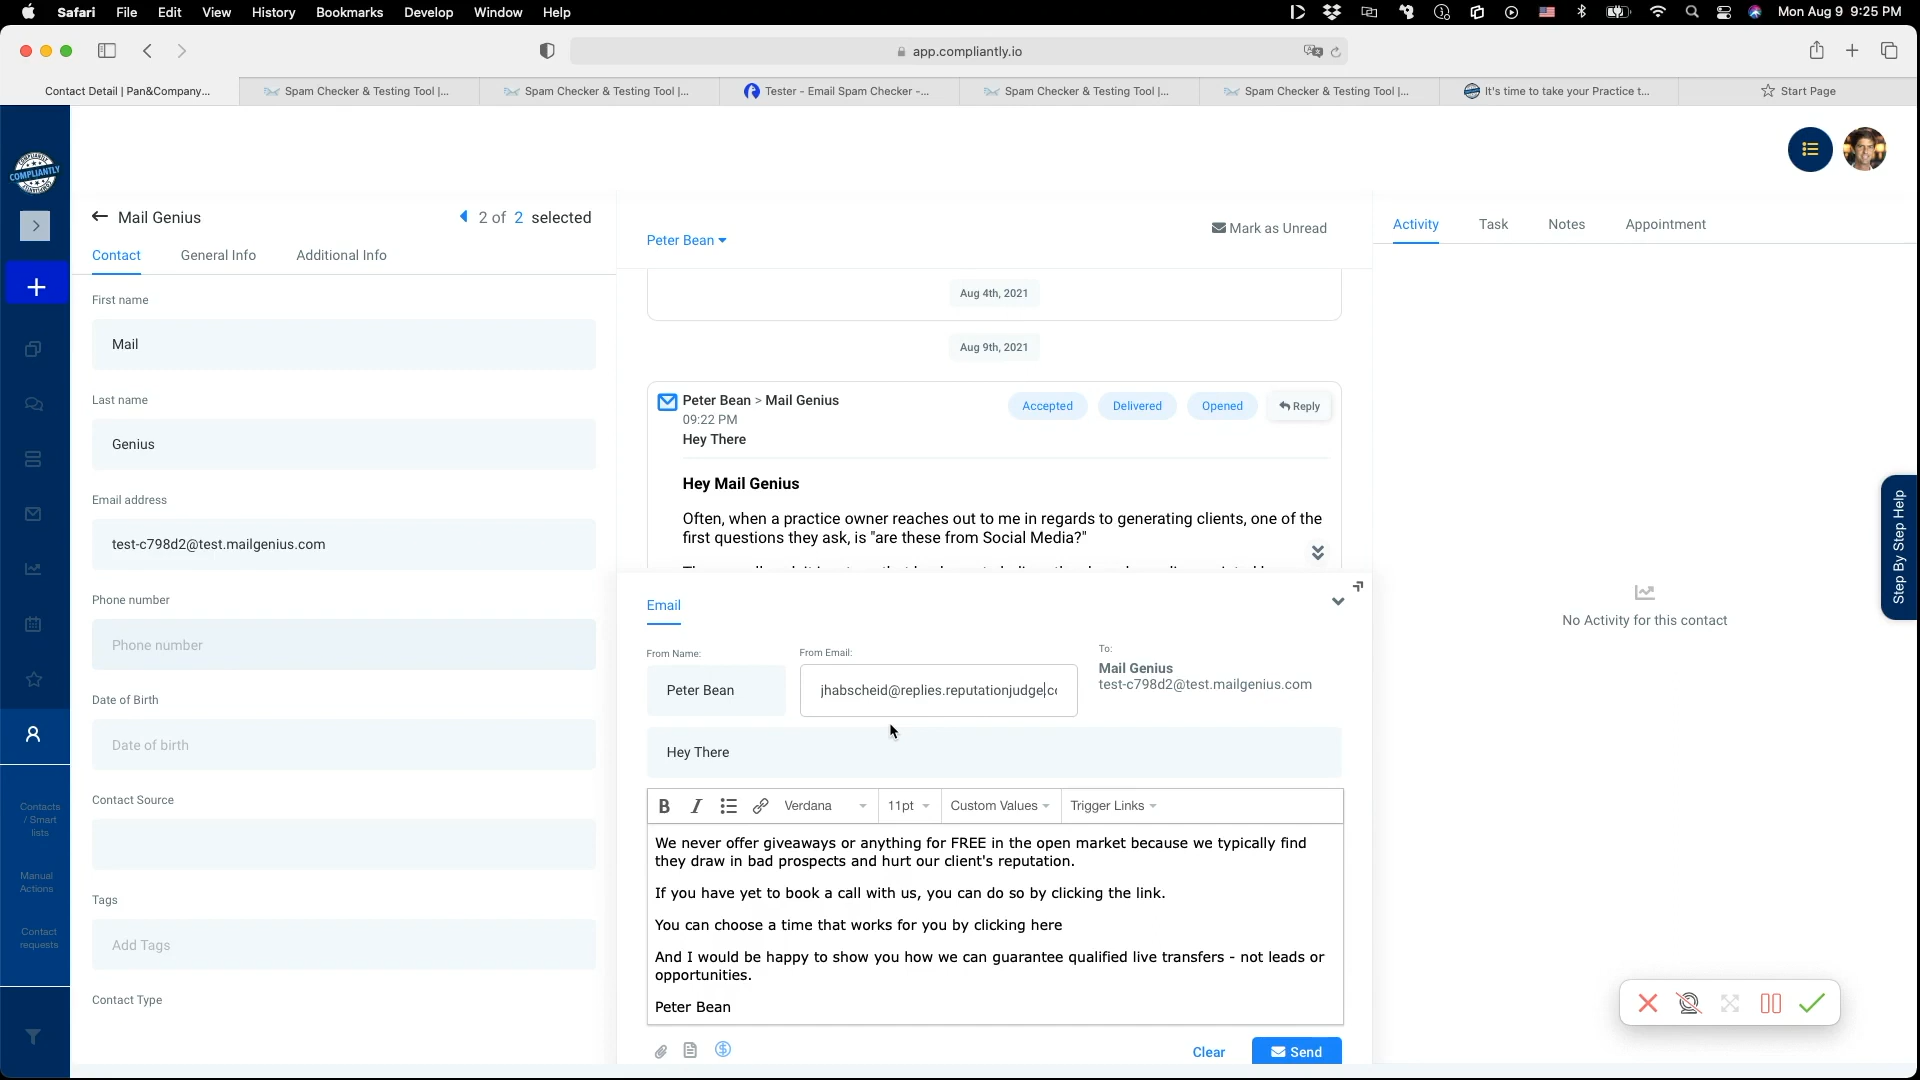 Safari File Edit View History Bookmarks Develop Window Help Mon Aug 9 9:25 PM
app.compliantly.io
Contact Detail | Pan&Company... Spam Checker & Testing Tool |... Spam Checker & Testing Tool |... Tester - Email Spam Checker -... Spam Checker & Testing Tool |... Spam Checker & Testing Tool |... It's time to take your Practice t... Start Page
COMPLIANTLY
Mail Genius 2 of 2 selected
Contact General Info Additional Info
First name
Mail
Last name
Genius
Email address
test-c798d2@test.mailgenius.com
Phone number
Phone number
Date of Birth
Date of birth
Contact Source
Tags
Add Tags
Contact Type
Contacts
/ Smart
lists
Manual
Actions
Contact
requests
Peter Bean
Mark as Unread
Aug 4th, 2021
Aug 9th, 2021
Peter Bean > Mail Genius Accepted Delivered Opened Reply
09:22 PM
Hey There
Hey Mail Genius
Often, when a practice owner reaches out to me in regards to generating clients, one of the
first questions they ask, is "are these from Social Media?"
Email
From Name: From Email: To:
Peter Bean jhabscheid@replies.reputationjudge.cc Mail Genius
test-c798d2@test.mailgenius.com
Hey There
B I Verdana 11pt Custom Values Trigger Links
We never offer giveaways or anything for FREE in the open market because we typically find
they draw in bad prospects and hurt our client's reputation.
If you have yet to book a call with us, you can do so by clicking the link.
You can choose a time that works for you by clicking here
And I would be happy to show you how we can guarantee qualified live transfers - not leads or
opportunities.
Peter Bean
Clear Send
Activity Task Notes Appointment
No Activity for this contact
Step By Step Help